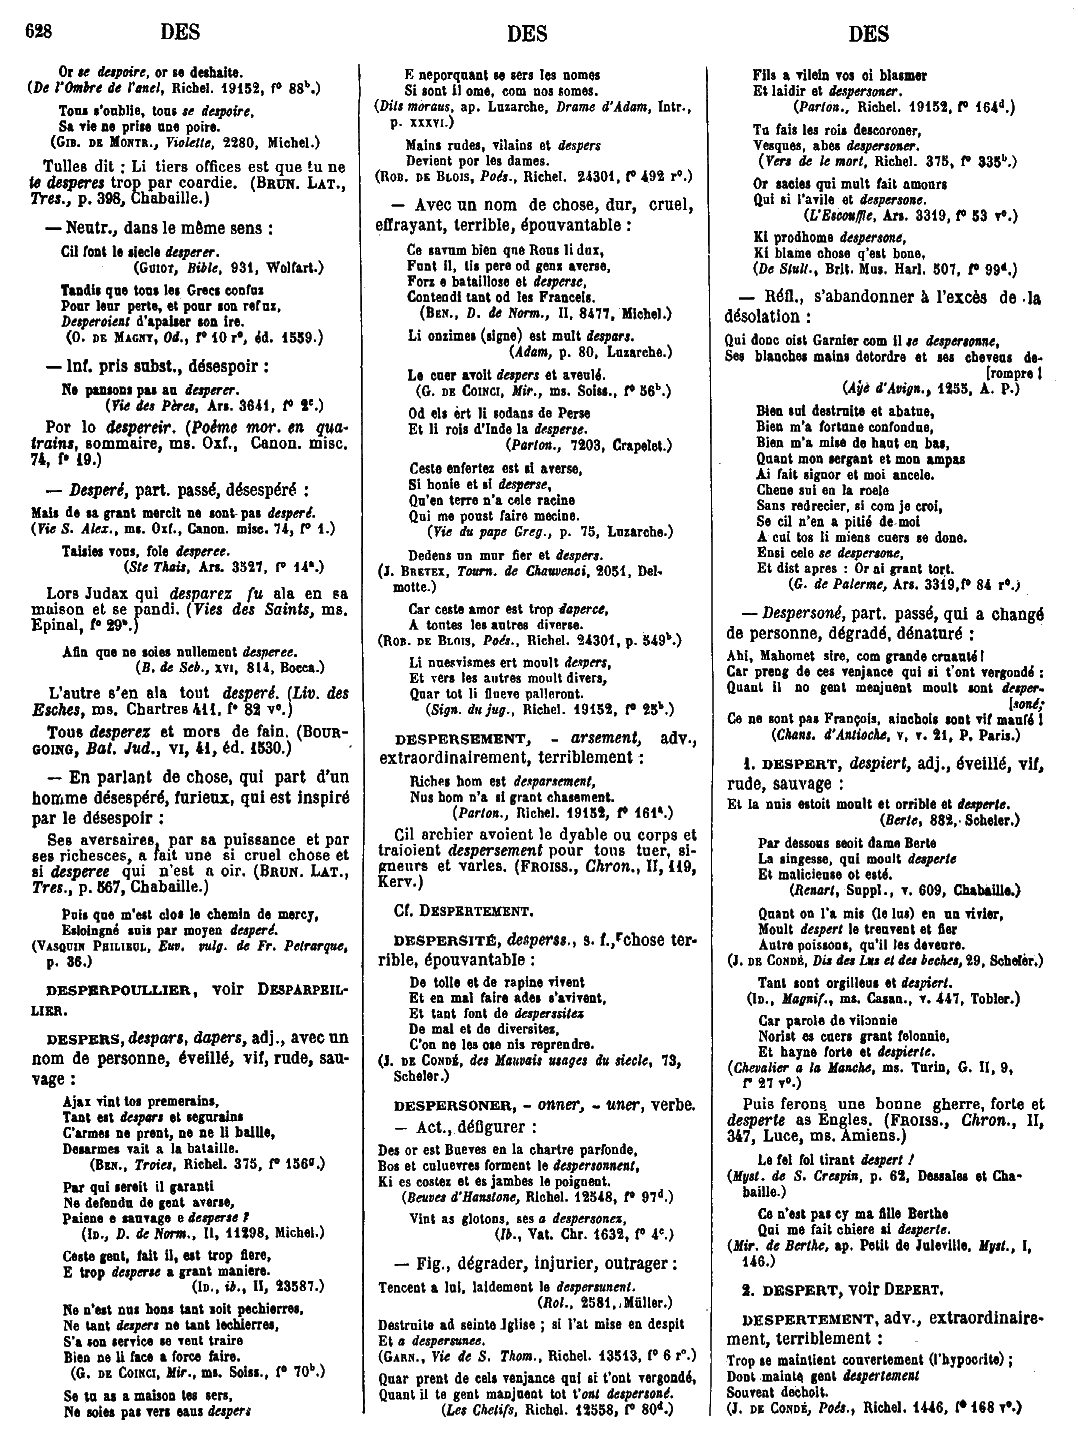 628 DES DES DES
Or se despoire, or se deshaite.
(De l'Ombre de l'anel, Richel. 19152, f° 88b.)
Tous s'oublie, tous se despoire,
Sa vie ne prise une poire.
(GIB. DE MONTR., Violette, 2280, Michel.)
Tulles dit : Li tiers offices est que tu ne
te desperes trop par coardie. (BRUN. LAT.,
Tres., p. 398, Chabaille.)
— Neutr., dans le même sens :
Cil font le siecle desperer.
(GUIOT, Bible, 931, Wolfart.)
Tandis que tous les Grecs confuz
Pour leur perte, et pour son refuz,
Desperoient d'apaiser son ire.
(O. DE MAGNY, Od., f° 10 r°, éd. 1559.)
— Inf. pris subst., désespoir :
Ne pansons pas au desperer.
(Vie des Pères, Ars. 3641, f° 2c.)
Por lo despereir. (Poème mor. en qua-
trains, sommaire, ms. Oxf., Canon. misc.
74, f° 19.)
— Desperé, part. passé, désespéré :
Mais de sa grant mercit ne sont pas desperé.
(Vie S. Alex., ms. Oxf., Canon. misc. 74, f° 1.)
Taisies vous, fole desperee.
(Ste Thais, Ars. 3527, f° 14a.)
Lors Judax qui desparez fu ala en sa
maison et se pandi. (Vies des Saints, ms.
Epinal, f° 29b.)
Afin que ne soies nullement desperee.
(B. de Seb., XVI, 814, Bocca.)
L'autre s'en ala tout desperé. (Liv. des
Esches, ms. Chartres 411, f° 82 v°.)
Tous desperez et mors de fain. (BOUR-
GOING, Bat. Jud., VI, 41, éd. 1530.)
— En parlant de chose, qui part d'un
homme désespéré, furieux, qui est inspiré
par le désespoir :
Ses aversaires, par sa puissance et par
ses richesces, a fait une si cruel chose et
si desperee qui n'est a oir. (BRUN. LAT.,
Tres., p. 567, Chabaille.)
Puis que m'est clos le chemin de mercy,
Esloingné suis par moyen desperé.
(VASQUIN PHILIEUL, Euv. vulg. de Fr. Petrarque,
p. 36.)
DESPERPOULLIER, voir DESPARPEIL-
LIER.
DESPERS, despars, dapers, adj., avec un
nom de personne, éveillé, vif, rude, sau-
vage :
Ajax vint tos premerains,
Tant est despars et segurains
C'armes ne prent, ne ne li baille,
Desarmes vait a la bataille.
(BEN., Troies, Richel. 375, f° 156g.)
Par qui sereit il garanti
Ne defendu de gent averse,
Paiene e sauvage e desperse ?
(ID., D. de Norm., II, 11298, Michel.)
Ceste gent, fait il, est trop fiere,
E trop desperse a grant maniere.
(ID., ib., II, 23587.)
Ne n'est nus hons tant soit pechierres,
Ne tant despers ne tant lechierres,
S'a son service se veut traire
Bien ne li face a force faire.
(G. DE COINCI, Mir., ms. Soiss., f° 70b.)
Se tu as a maison tes sers,
Ne soies pas vers eaus despers
E neporquant se sers les nomes
Si sont il ome, com nos somes.
(Dits moraus, ap. Luzarche, Drame d'Adam, Intr.,
p. XXXVI.)
Mains rudes, vilains et despers
Devient por les dames.
(ROB. DE BLOIS, Poés., Richel. 24301, f° 492 r°.)
— Avec un nom de chose, dur, cruel,
effrayant, terrible, épouvantable :
Ce savum bien que Rous li dux,
Funt il, tis pere od genz averse,
Forz e bataillose et desperse,
Contendi tant od les Franceis.
(BEN., D. de Norm., II, 8477, Michel.)
Li onzimes (signe) est mult despars.
(Adam, p. 80, Luzarche.)
Le cuer avoit despers et aveulé.
(G. DE COINCI, Mir., ms. Soiss., f° 56b.)
Od els ért li sodans de Perse
Et li rois d'Inde la desperse.
(Parton., 7203, Crapelet.)
Ceste enfertez est si averse,
Si honie et si desperse,
Qu'en terre n'a cele racine
Qui me poust faire mecine.
(Vie du pape Greg., p. 75, Luzarche.)
Dedens un mur fier et despers.
(J. BRETEX, Tourn. de Chauvenci, 2051, Del-
motte.)
Car ceste amor est trop daperce,
A toutes les autres diverse.
(ROB. DE BLOIS, Poés., Richel. 24301, p. 549b.)
Li nuesvismes ert moult despers,
Et vers les autres moult divers,
Quar tot li flueve palleront.
(Sign. du jug., Richel. 19152, f° 25b.)
DESPERSEMENT, - arsement, adv.,
extraordinairement, terriblement :
Riches hom est desparsement,
Nus hom n'a si grant chasement.
(Parton., Richel. 19152, f° 161a.)
Cil archier avoient le dyable ou corps et
traioient despersement pour tous tuer, si-
gneurs et varles. (FROISS., Chron., II, 119,
Kerv.)
Cf. DESPERTEMENT.
DESPERSITÉ, desperss., s. f., chose ter-
rible, épouvantable :
De tolte et de rapine vivent
Et en mal faire ades s'avivent,
Et tant font de desperssitez
De mal et de diversitez,
C'on ne les ose nis reprendre.
(J. DE CONDÉ, des Mauvais usages du siecle, 73,
Scheler.)
DESPERSONER, - onner, - uner, verbe.
— Act., défigurer :
Des or est Bueves en la chartre parfonde,
Bos et culuevres forment le despersonnent,
Ki es costez et es jambes le poignent.
(Beuves d'Hanstone, Richel. 12548, f° 97d.)
Vint as glotons, ses a despersonez,
(Ib., Vat. Chr. 1632, f° 4c.)
— Fig., dégrader, injurier, outrager :
Tencent a lui, laidement le despersunent.
(Rol., 2581, Müller.)
Destruite ad seinte Iglise ; si l'at mise en despit
Et a despersunee.
(GARN., Vie de S. Thom., Richel. 13513, f° 6 r°.)
Quar prent de cels venjance qui si t'ont vergondé,
Quant il te gent manjuent tot t'ont despersoné.
(Les Chetifs, Richel. 12558, f° 80d.)
Fils a vilein vos oi blasmer
Et laidir et despersoner.
(Parton., Richel. 19152, f° 164d.)
Tu fais les rois descoroner,
Vesques, abes despersoner.
(Vers de le mort, Richel. 375, f° 335b.)
Or sacies qui mult fait amours
Qui si l'avile et despersone.
(L'Escouffle, Ars. 3319, f° 53 v°.)
Ki prodhome despersone,
Ki blame chose q'est bone,
(De Stult., Brit. Mus. Harl. 507, f° 99d.)
— Réfl., s'abandonner à l'excès de la
désolation :
Qui donc oist Garnier com il se despersonne,
Ses blanches mains detordre et ses cheveus de-
[rompre !
(Aye d'Avign., 1255, A. P.)
Bien sui destruite et abatue,
Bien m'a fortune confondue,
Bien m'a mise de haut en bas,
Quant mon sergant et mon ampas
Ai fait signor et moi ancele.
Cheue sui en la roele
Sans redrecier, si com je croi,
Se cil n'en a pitié de moi
A cui tos li miens cuers se done.
Ensi cele se despersone,
Et dist apres : Or ai grant tort.
(G. de Palerme, Ars. 3319, f° 84 r°.)
— Despersoné, part. passé, qui a changé
de personne, dégradé, dénaturé :
Ahi, Mahomet sire, com grande cruauté !
Car preng de ces venjance qui si t'ont vergondé :
Quant il no gent menjuent moult sont desper-
[soné;
Ce ne sont pas François, ainchois sont vif maufé !
(Chans. d'Antioche, V, v. 21, P. Paris.)
1. DESPERT, despiert, adj., éveillé, vif,
rude, sauvage :
Et la nuis estoit moult et orrible et desperte.
(Berte, 882, Scheler.)
Par dessous seoit dame Berte
La singesse, qui moult desperte
Et malicieuse ot esté.
(Renart, Suppl., v. 609, Chabaille.)
Quant on l'a mis (le lus) en un vivier,
Moult despert le treuvent et fier
Autre poissons, qu'il les deveure.
(J. DE CONDÉ, Dis des Lus et des beches, 29, Scheler.)
Tant sont orgilleus et despiert.
(ID., Magnif., ms. Casan., v. 447, Tobler.)
Car parole de vilonnie
Norist es cuers grant felonnie,
Et hayne forte et despierte.
(Chevalier a la Manche, ms. Turin, G. II, 9,
f° 27 v°.)
Puis ferons une bonne gherre, forte et
desperte as Engles. (FROISS., Chron., II,
347, Luce, ms. Amiens.)
Le fel fol tirant despert !
(Myst. de S. Crespin, p. 62, Dessales et Cha-
baille.)
Ce n'est pas cy ma fille Berthe
Qui me fait chiere si desperte.
(Mir. de Berthe, ap. Petit de Juleville, Myst., I,
146.)
2. DESPERT, voir DEPERT.
DESPERTEMENT, adv., extraordinaire-
ment, terriblement :
Trop se maintient couvertement (l'hypocrite) ;
Dont mainte gent despertement
Souvent dechoit.
(J. DE CONDÉ, Poés., Richel. 1446, f° 168 v°.)